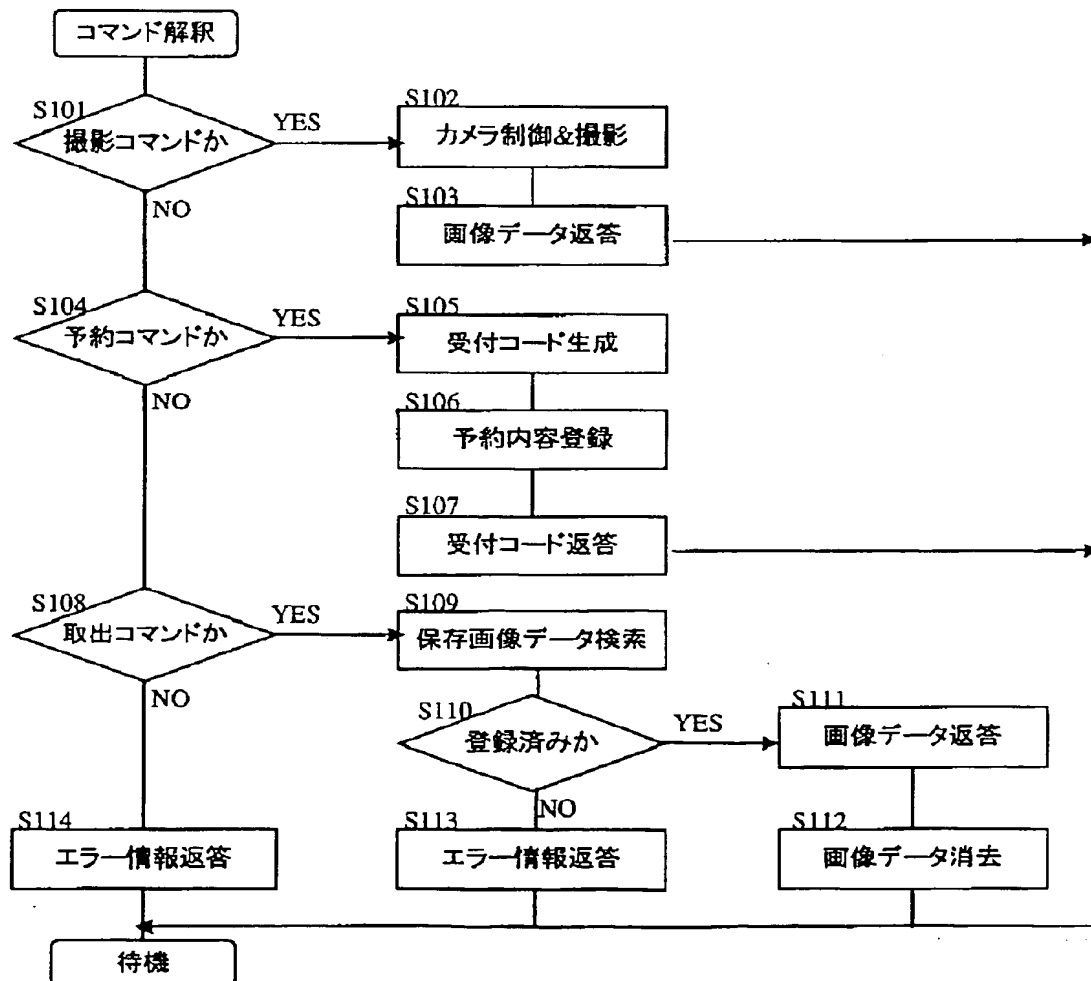 コマンド解釈
S101
撮影コマンドか
YES
NO
S102
カメラ制御&撮影
S103
画像データ返答
S104
予約コマンドか
YES
NO
S105
受付コード生成
S106
予約内容登録
S107
受付コード返答
S108
取出コマンドか
YES
NO
S109
保存画像データ検索
S110
登録済みか
YES
NO
S111
画像データ返答
S112
画像データ消去
S113
エラー情報返答
S114
エラー情報返答
待機